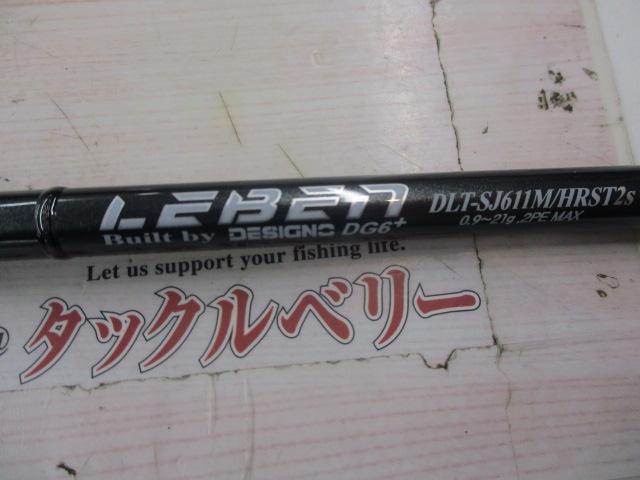 LEBEN
Built by DESIGNO DG6+
DLT-SJ611M/HRST2s
0.9~21g .2PE MAX
Let us support your fishing life.
タックルベリー